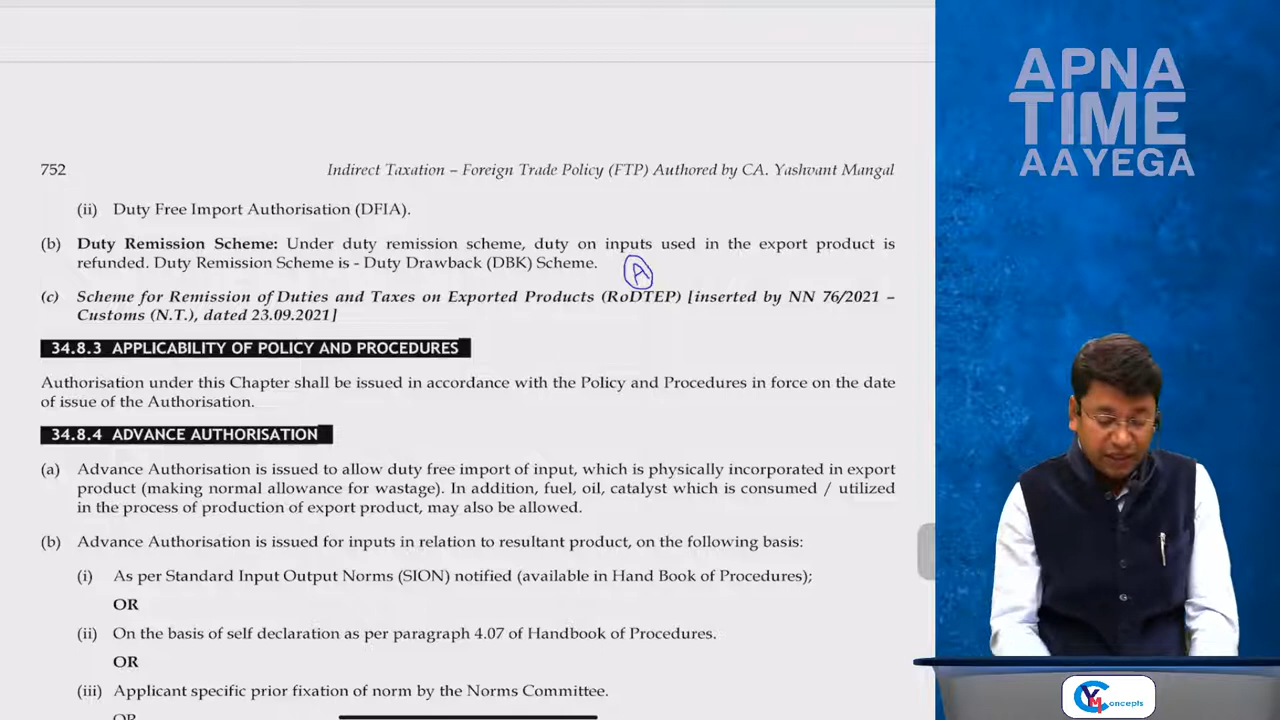 752
Indirect Taxation – Foreign Trade Policy (FTP) Authored by CA. Yashvant Mangal
(ii) Duty Free Import Authorisation (DFIA).
(b) Duty Remission Scheme: Under duty remission scheme, duty on inputs used in the export product is
refunded. Duty Remission Scheme is - Duty Drawback (DBK) Scheme.
A
(c) Scheme for Remission of Duties and Taxes on Exported Products (RoDTEP) [inserted by NN 76/2021 –
Customs (N.T.), dated 23.09.2021]
34.8.3 APPLICABILITY OF POLICY AND PROCEDURES
Authorisation under this Chapter shall be issued in accordance with the Policy and Procedures in force on the date
of issue of the Authorisation.
34.8.4 ADVANCE AUTHORISATION
(a) Advance Authorisation is issued to allow duty free import of input, which is physically incorporated in export
product (making normal allowance for wastage). In addition, fuel, oil, catalyst which is consumed / utilized
in the process of production of export product, may also be allowed.
(b) Advance Authorisation is issued for inputs in relation to resultant product, on the following basis:
(i) As per Standard Input Output Norms (SION) notified (available in Hand Book of Procedures);
OR
(ii) On the basis of self declaration as per paragraph 4.07 of Handbook of Procedures.
OR
(iii) Applicant specific prior fixation of norm by the Norms Committee.
OR
APNA
TIME
AAYEGA
YM Concepts